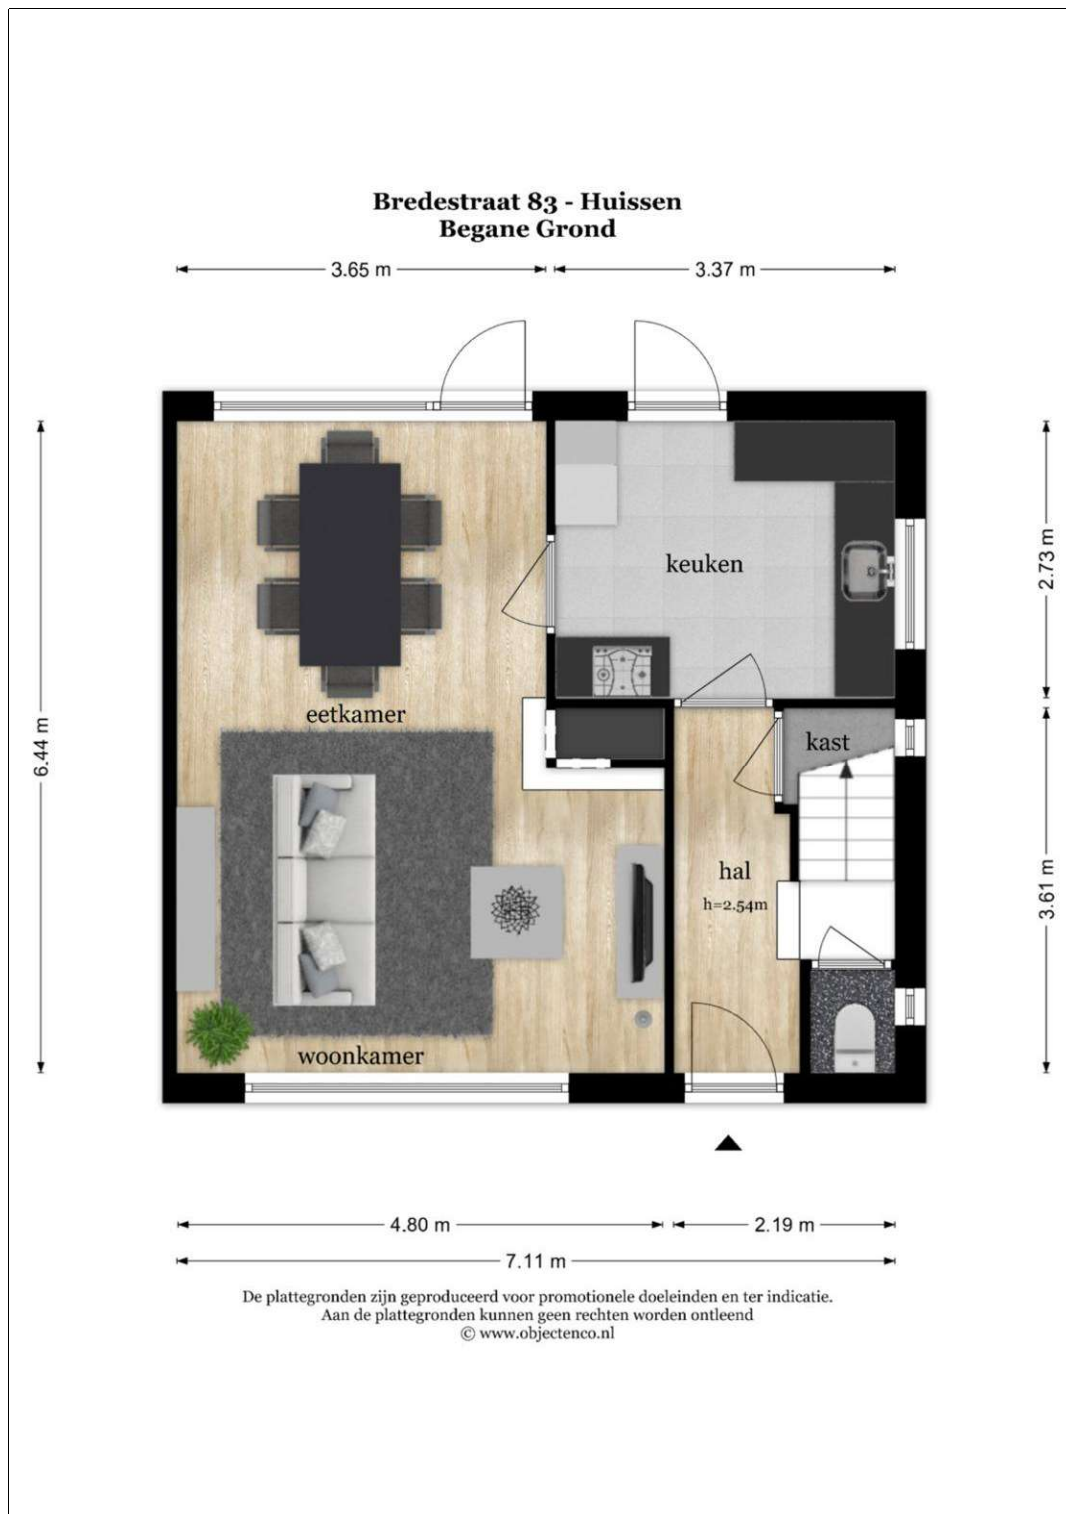 Bredestraat 83 - Huissen
Begane Grond
3.65 m
3.37 m
2.73 m
keuken
eetkamer
6.44 m
kast
hal
h=2.54m
3.61 m
woonkamer
4.80 m
2.19 m
7.11 m
De plattegronden zijn geproduceerd voor promotionele doeleinden en ter indicatie.
Aan de plattegronden kunnen geen rechten worden ontleend
© www.objectenco.nl